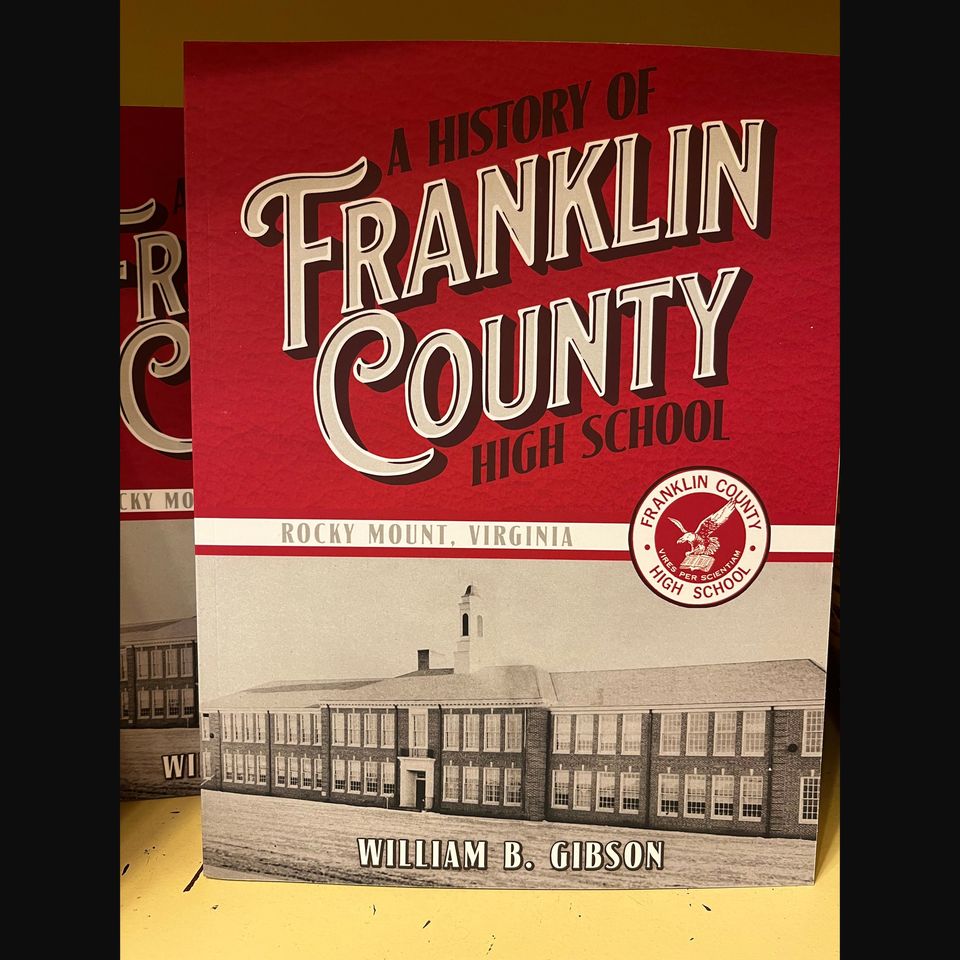 A HISTORY OF
FRANKLIN
COUNTY
HIGH SCHOOL
ROCKY MOUNT, VIRGINIA
FRANKLIN COUNTY
VIRES PER SCIENTIAM
HIGH SCHOOL
WILLIAM B. GIBSON